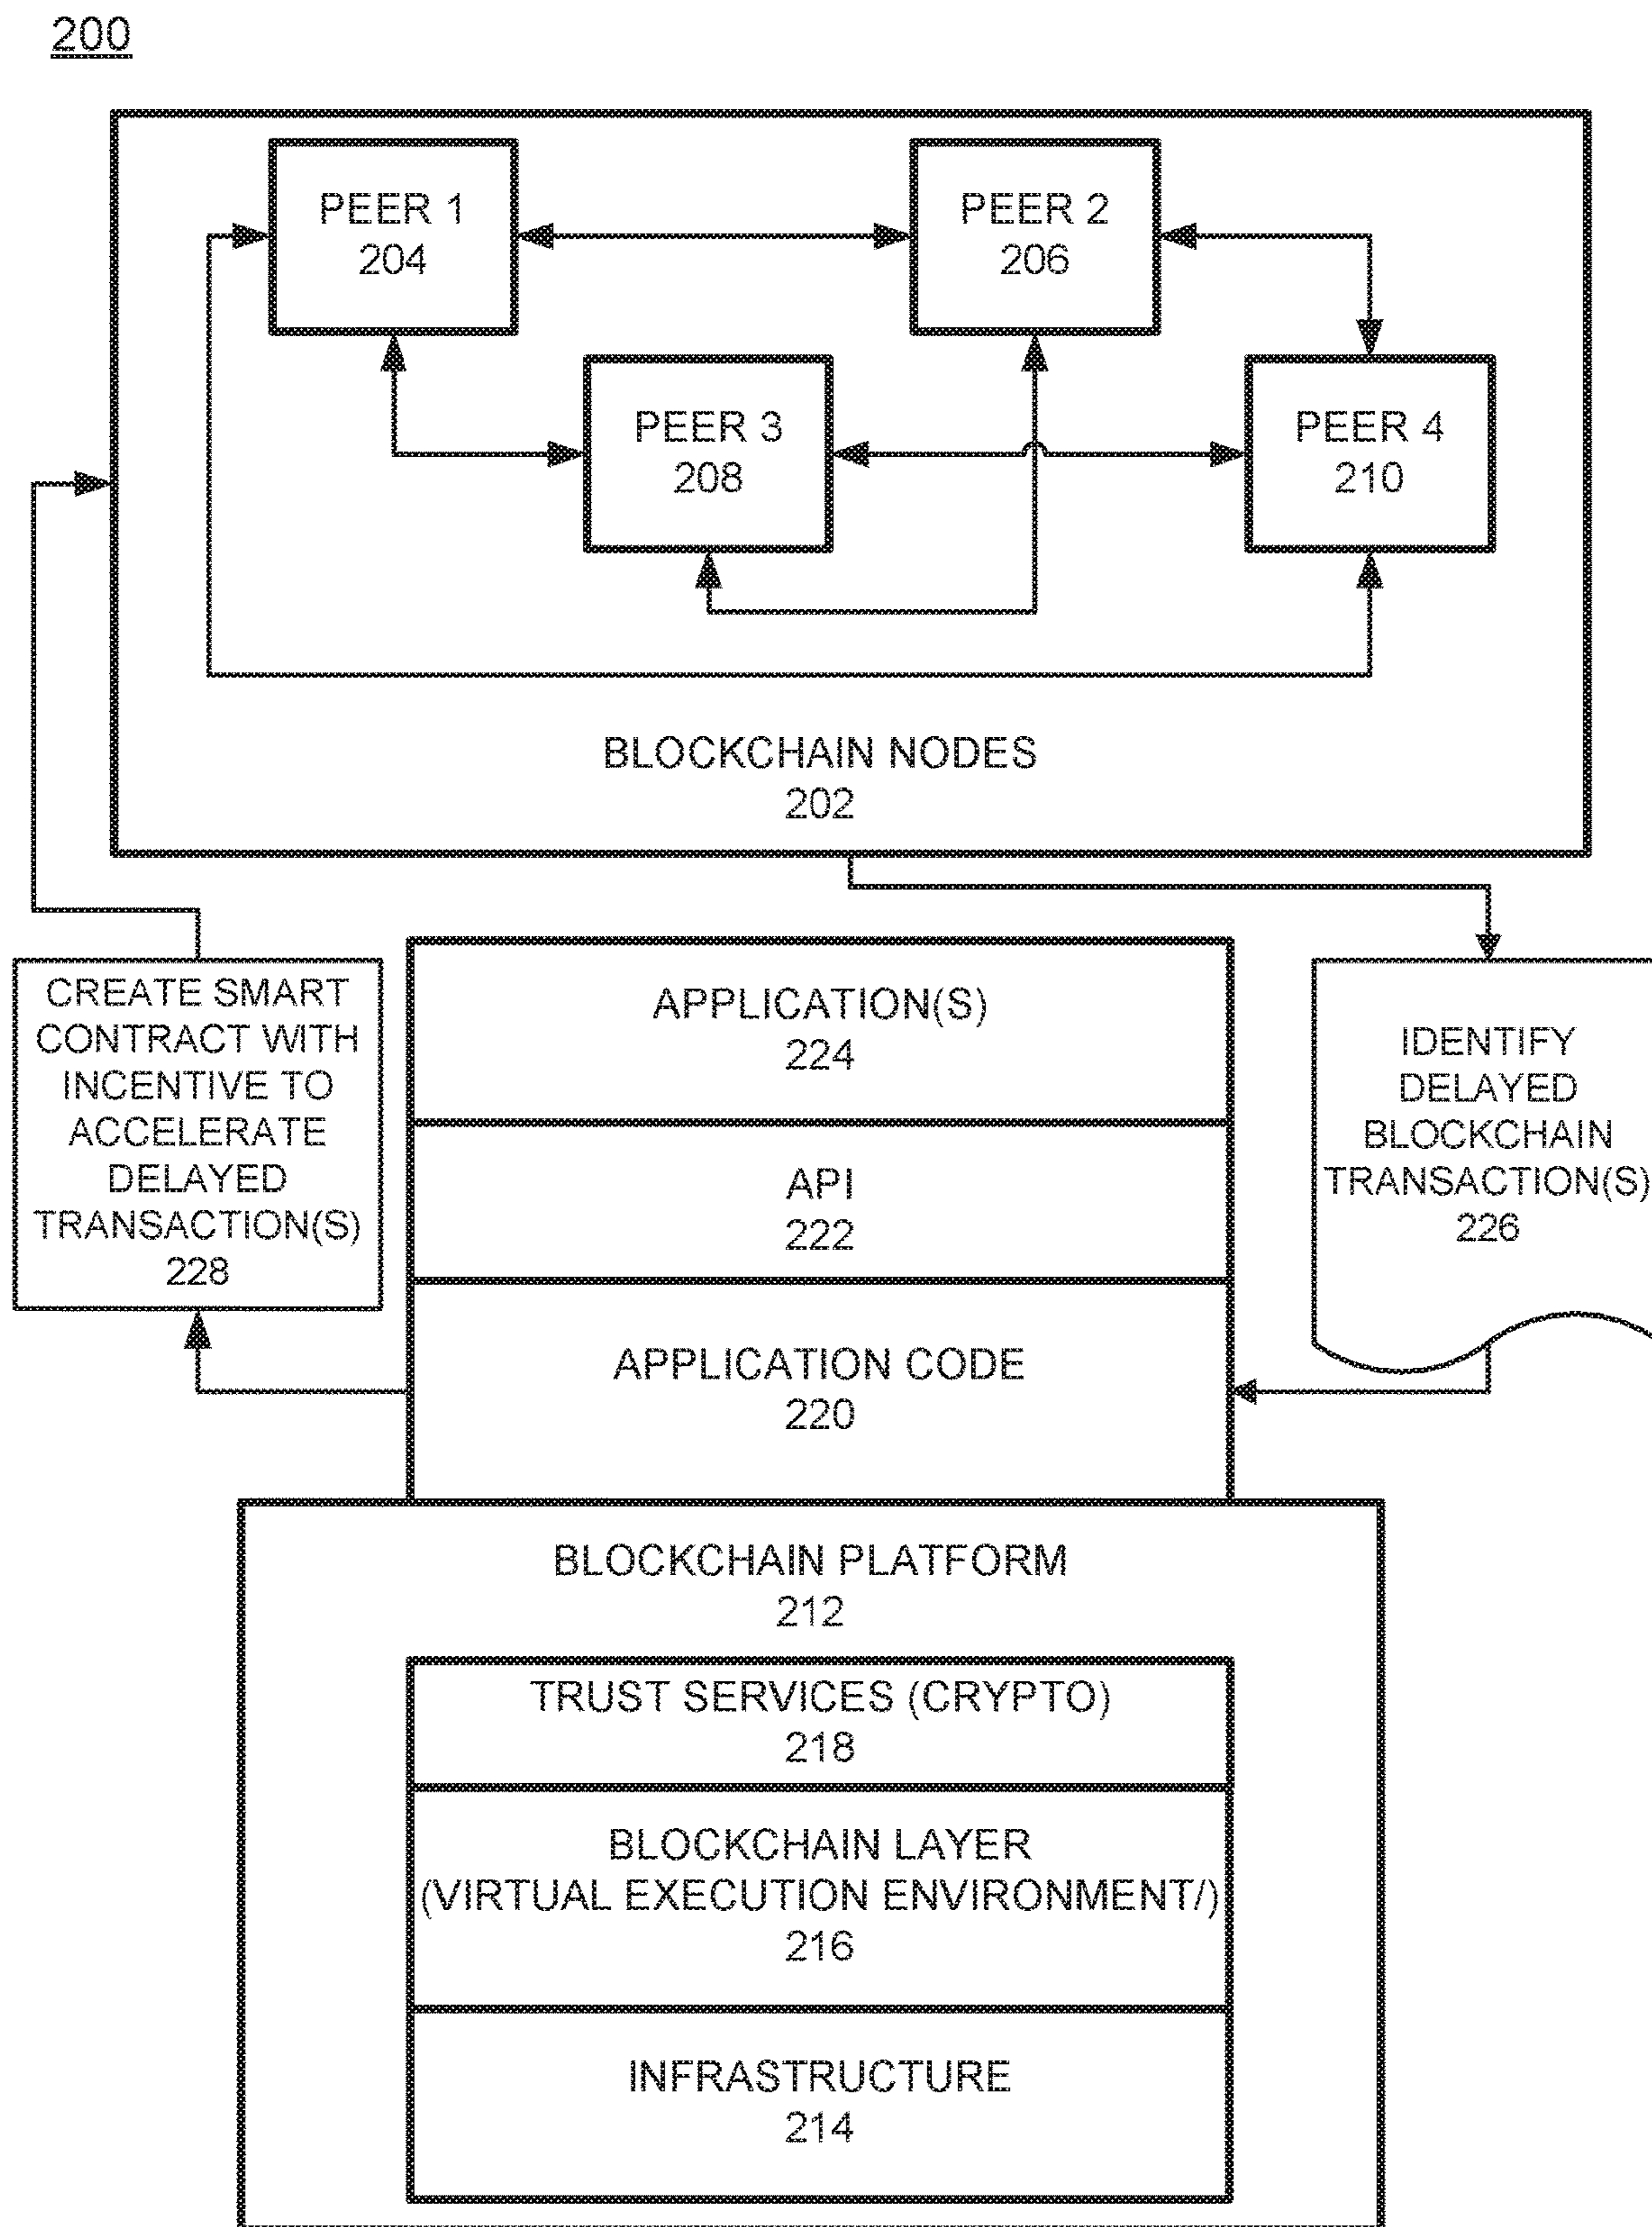 200
PEER 1
204
PEER 2
206
PEER 3
208
PEER 4
210
BLOCKCHAIN NODES
202
CREATE SMART
CONTRACT WITH
INCENTIVE TO
ACCELERATE
DELAYED
TRANSACTION(S)
228
APPLICATION(S)
224
API
222
APPLICATION CODE
220
IDENTIFY
DELAYED
BLOCKCHAIN
TRANSACTION(S)
226
BLOCKCHAIN PLATFORM
212
TRUST SERVICES (CRYPTO)
218
BLOCKCHAIN LAYER
(VIRTUAL EXECUTION ENVIRONMENT/)
216
INFRASTRUCTURE
214